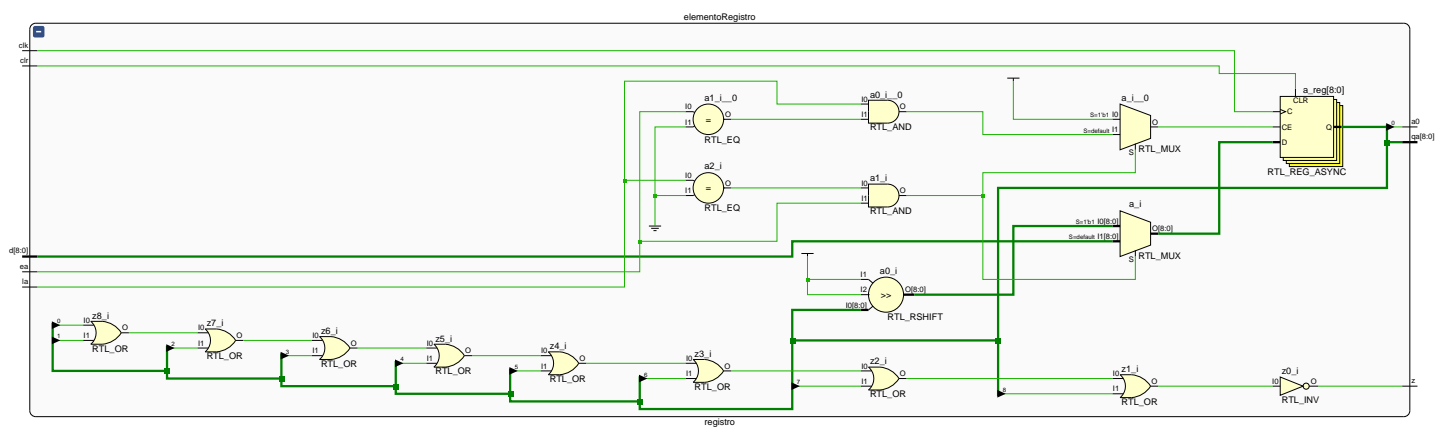 elementoRegistro
clk
clr
a_reg[8:0]
CLR
C
CE
D
Q
RTL_REG_ASYNC
0
a0
qa[8:0]
a1_i__0
I0
I1
=
O
RTL_EQ
a0_i__0
I0
I1
O
RTL_AND
a_i__0
S=1'b1 I0
S=default I1
S
O
RTL_MUX
a2_i
I0
I1
=
O
RTL_EQ
a1_i
I0
I1
O
RTL_AND
a_i
S=1'b1 I0[8:0]
S=default I1[8:0]
S
O[8:0]
RTL_MUX
d[8:0]
ea
la
a0_i
I1
I2
I0[8:0]
>>
O[8:0]
RTL_RSHIFT
z8_i
0
1
I0
I1
O
RTL_OR
z7_i
2
I0
I1
O
RTL_OR
z6_i
3
I0
I1
O
RTL_OR
z5_i
4
I0
I1
O
RTL_OR
z4_i
5
I0
I1
O
RTL_OR
z3_i
6
I0
I1
O
RTL_OR
z2_i
7
I0
I1
O
RTL_OR
z1_i
8
I0
I1
O
RTL_OR
z0_i
I0
O
RTL_INV
z
registro